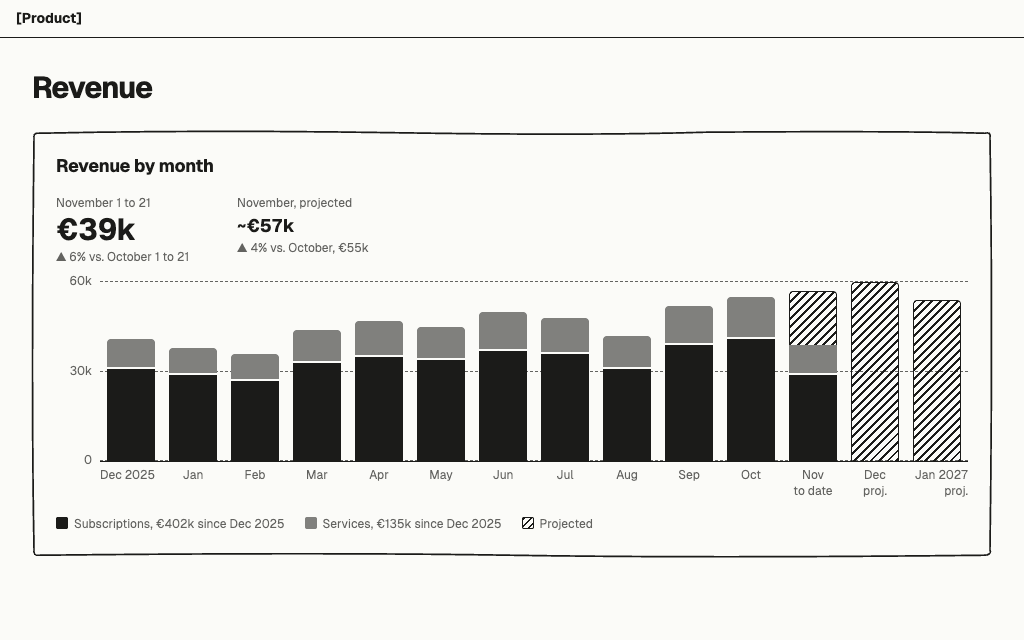 [Product]
Revenue
Revenue by month
November 1 to 21
€39k
▲ 6% vs. October 1 to 21
November, projected
~€57k
▲ 4% vs. October, €55k
60k
30k
0
Dec 2025
Jan
Feb
Mar
Apr
May
Jun
Jul
Aug
Sep
Oct
Nov
to date
Dec
proj.
Jan 2027
proj.
Subscriptions, €402k since Dec 2025
Services, €135k since Dec 2025
Projected